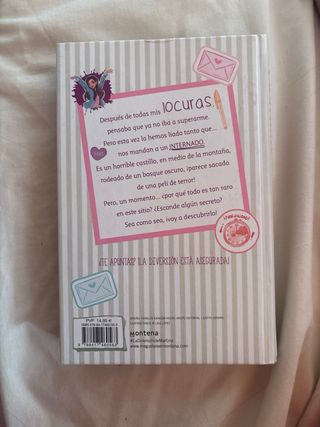 Después de todas mis locuras,
pensaba que ya no iba a superarme.
Pero esta vez la hemos liado tanto que...
nos mandan a un INTERNADO.
Es un horrible castillo, en medio de la montaña,
rodeado de un bosque oscuro, ¡parece sacado
de una peli de terror!
Pero, un momento... ¿por qué todo es tan raro
en este sitio? ¿Esconde algún secreto?
Sea como sea, ¡voy a descubrirlo!
¿TE APUNTAS? ¡LA DIVERSIÓN ESTÁ ASEGURADA!
PVP: 14,95 €
montena
#LaDiversiónDeMartina